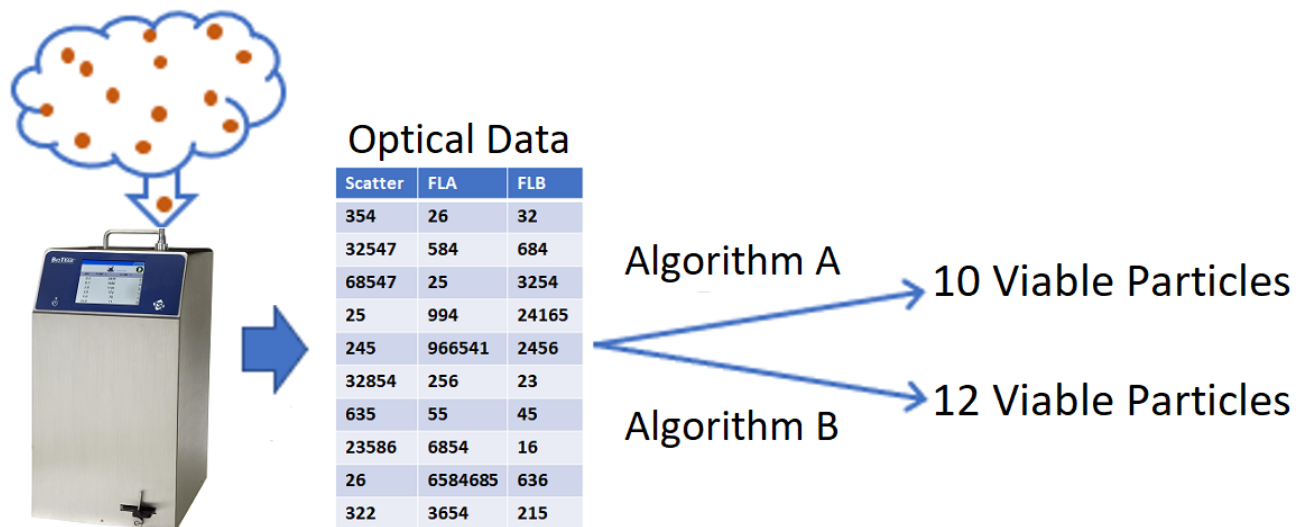 Optical Data
Scatter FLA FLB
354 26 32
32547 584 684
68547 25 3254
25 994 24165
245 966541 2456
32854 256 23
635 55 45
23586 6854 16
26 6584685 636
322 3654 215
Algorithm A
10 Viable Particles
12 Viable Particles
Algorithm B
BioTrak